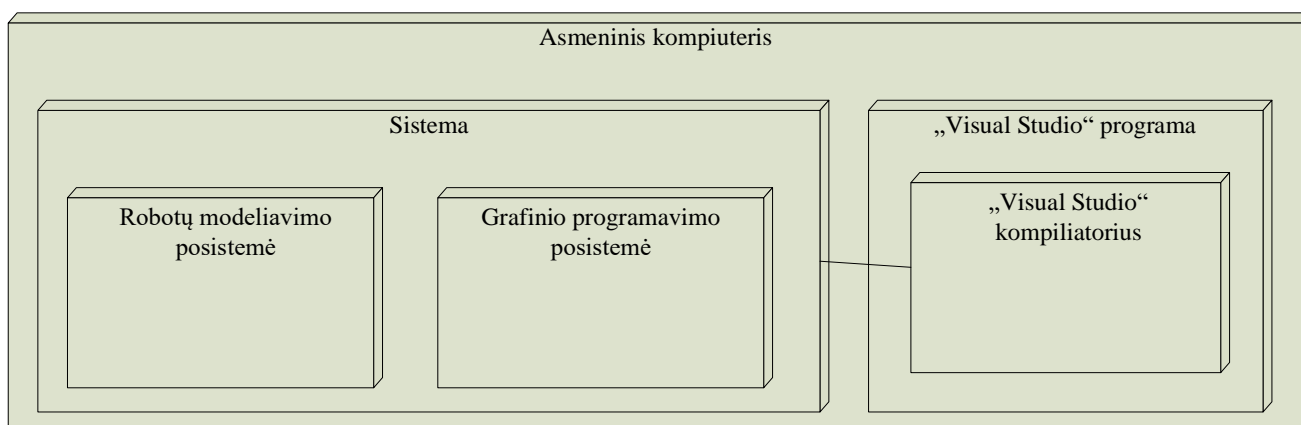 Asmeninis kompiuteris
Sistema
„Visual Studio“ programa
Robotų modeliavimo
posistemė
Grafinio programavimo
posistemė
„Visual Studio“
kompiliatorius